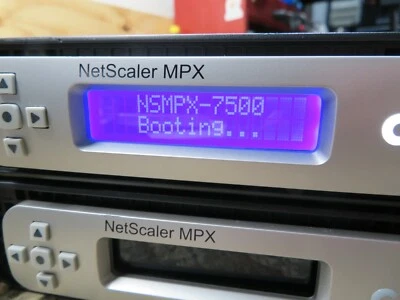 NetScaler MPX
NSMPX-7500
Booting...
NetScaler MPX